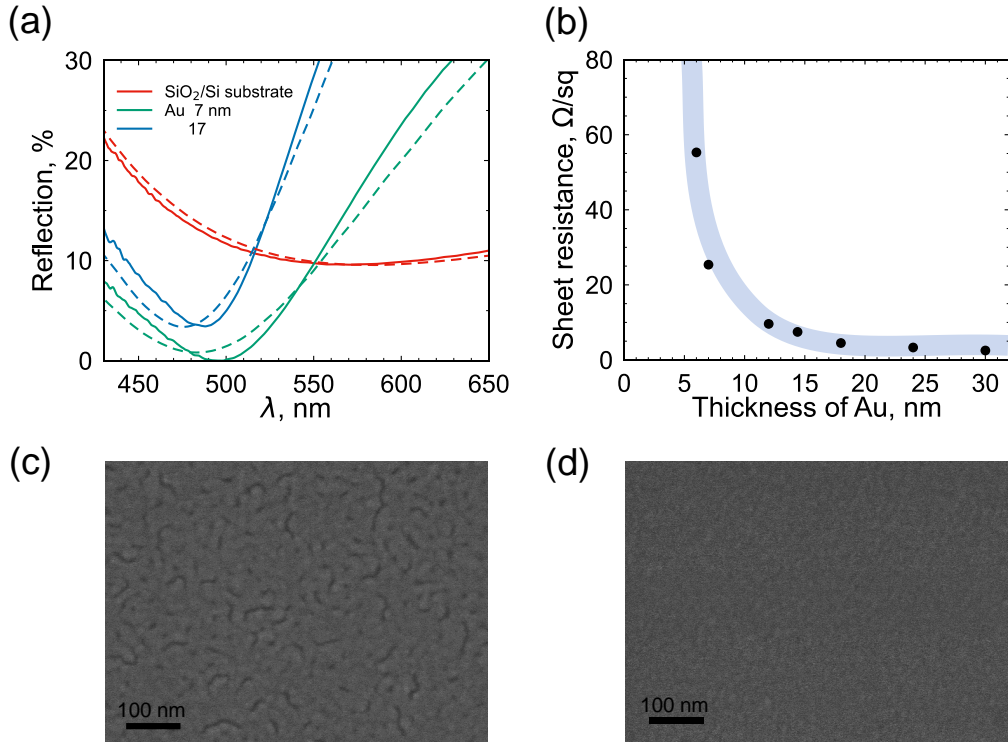 (a)
30
20
10
0
Reflection, %
SiO₂/Si substrate
Au 7 nm
17
450 500 550 600 650
λ, nm
(b)
80
60
40
20
0
Sheet resistance, Ω/sq
0 5 10 15 20 25 30
Thickness of Au, nm
(c)
100 nm
(d)
100 nm